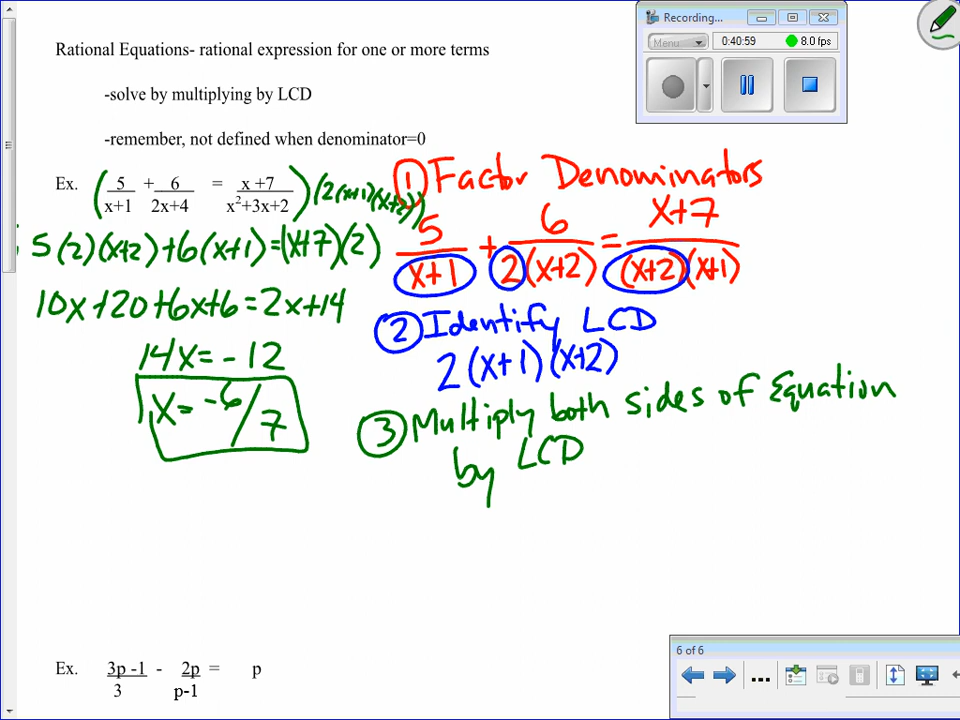 Rational Equations- rational expression for one or more terms
-solve by multiplying by LCD
-remember, not defined when denominator=0
Ex. ( 5/x+1 + 6/2x+4 = x+7/x²+3x+2 ) (2(x+1)(x+2))
5(2)(x+2)+6(x+1)=(x+7)(2)
10x+20+6x+6=2x+14
14x=-12
x=-6/7
① Factor Denominators
5/x+1 + 6/2(x+2) = x+7/(x+2)(x+1)
② Identify LCD
2(x+1)(x+2)
③ Multiply both sides of Equation
by LCD
Ex. 3p-1/3 - 2p/p-1 = p
Recording...
Menu
0:40:59
8.0 fps
6 of 6
...